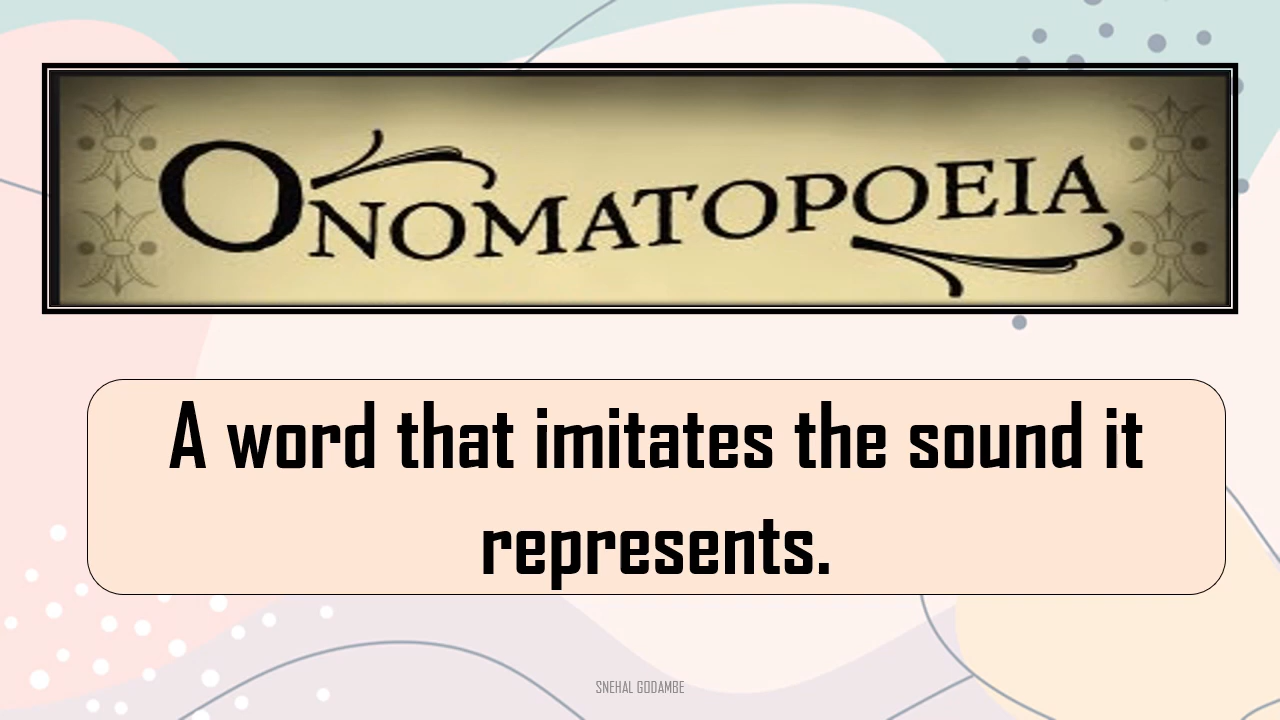 ONOMATOPOEIA
A word that imitates the sound it
represents.
SNEHAL GODAMBE